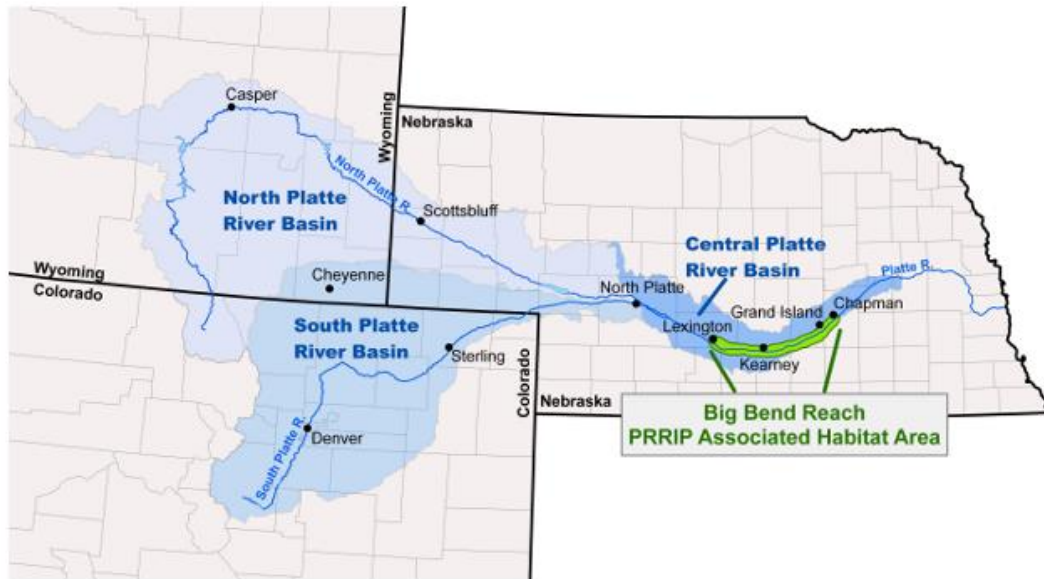 Casper
Wyoming
Nebraska
North Platte R.
North Platte
River Basin
Scottsbluff
Central Platte
River Basin
Platte R.
Cheyenne
Wyoming
Colorado
North Platte
Grand Island
Chapman
Lexington
South Platte
River Basin
Sterling
Kearney
Colorado
Nebraska
Big Bend Reach
PRRIP Associated Habitat Area
Denver
South Platte R.